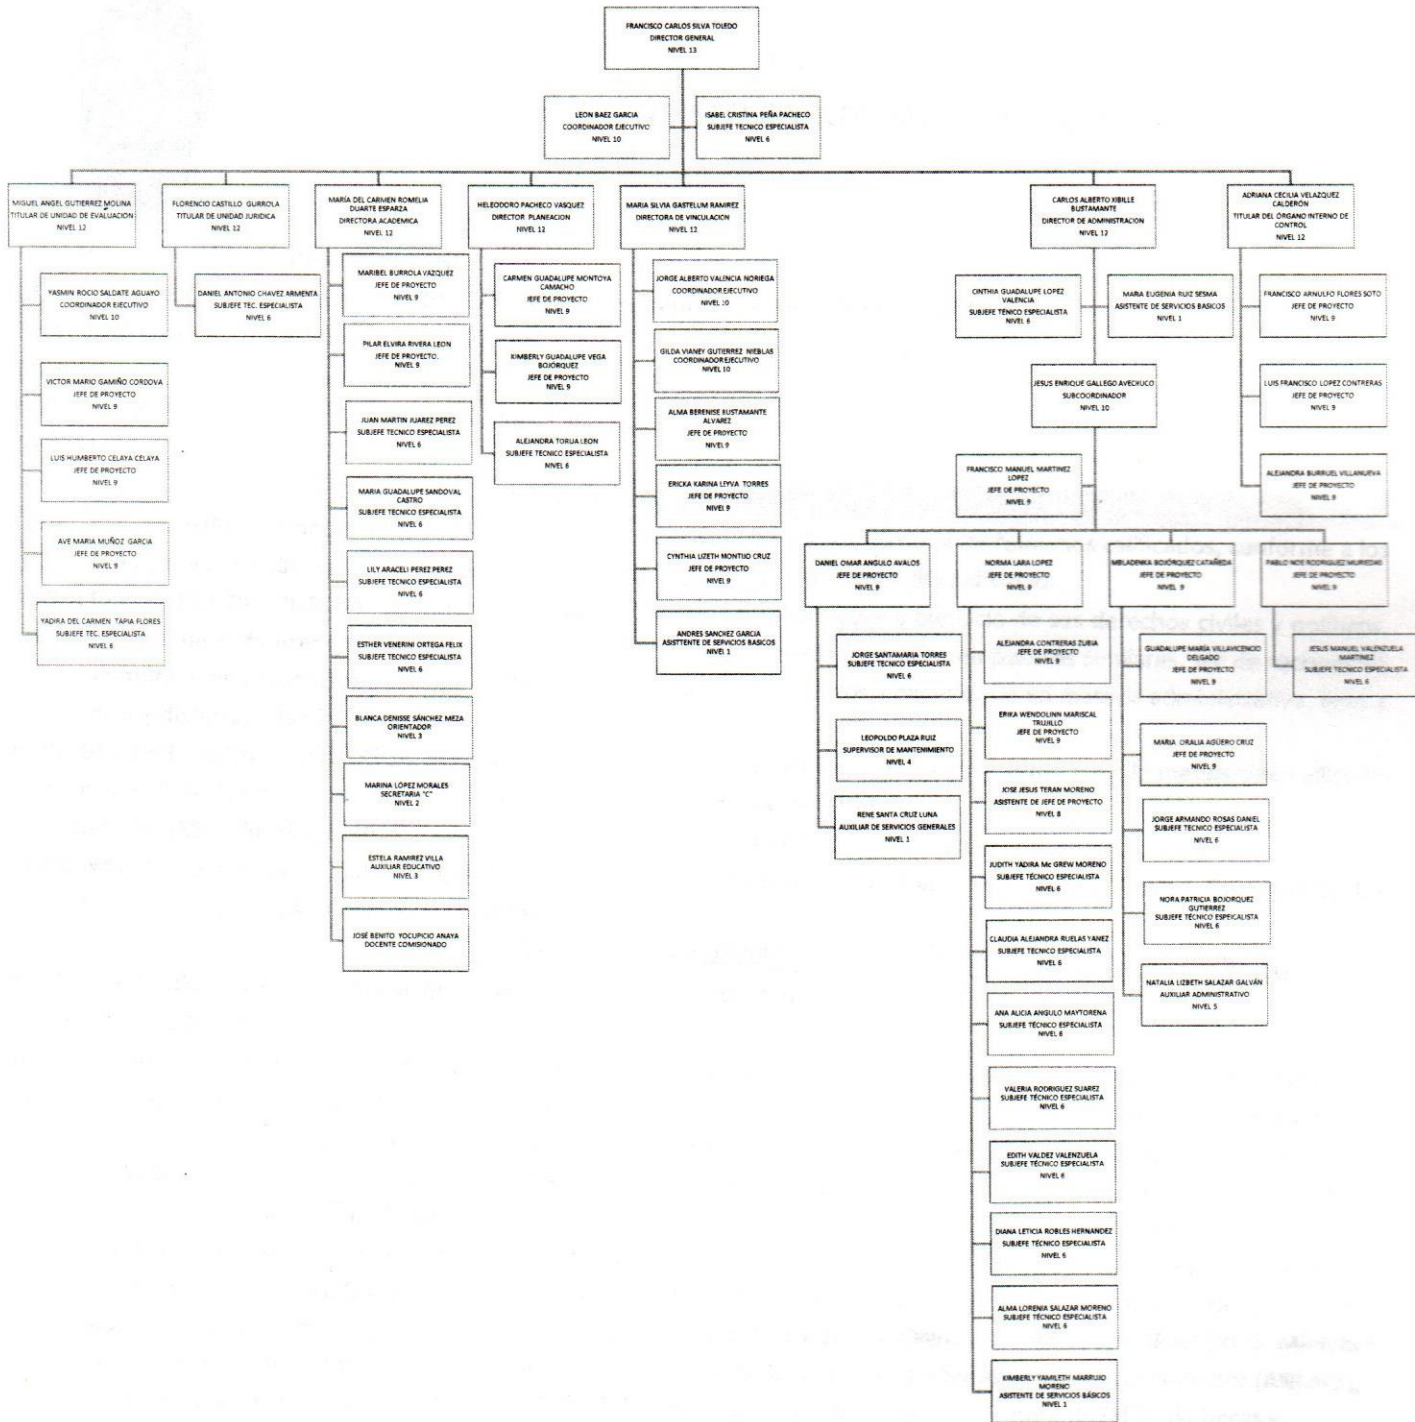 FRANCISCO CARLOS SILVA TOLEDO
DIRECTOR GENERAL
NIVEL 13
LEON BAEZ GARCIA
COORDINADOR EJECUTIVO
NIVEL 10
ISABEL CRISTINA PEÑA PACHECO
SUBJEFE TECNICO ESPECIALISTA
NIVEL 6
MIGUEL ANGEL GUTIERREZ MOLINA
TITULAR DE UNIDAD DE EVALUACION
NIVEL 12
YASMIN ROCIO SALDATE AGUAYO
COORDINADOR EJECUTIVO
NIVEL 10
VICTOR MARIO GAMIÑO CORDOVA
JEFE DE PROYECTO
NIVEL 9
LUIS HUMBERTO CELAYA CELAYA
JEFE DE PROYECTO
NIVEL 9
AVE MARIA MUÑOZ GARCIA
JEFE DE PROYECTO
NIVEL 9
YADIRA DEL CARMEN TAPIA FLORES
SUBJEFE TEC. ESPECIALISTA
NIVEL 6
FLORENCIO CASTILLO GURROLA
TITULAR DE UNIDAD JURIDICA
NIVEL 12
DANIEL ANTONIO CHAVEZ ARMENTA
SUBJEFE TEC. ESPECIALISTA
NIVEL 6
MARÍA DEL CARMEN ROMELIA
DUARTE ESPARZA
DIRECTORA ACADEMICA
NIVEL 12
MARIBEL BURROLA VAZQUEZ
JEFE DE PROYECTO
NIVEL 9
PILAR ELVIRA RIVERA LEON
JEFE DE PROYECTO.
NIVEL 9
JUAN MARTIN JUAREZ PEREZ
SUBJEFE TECNICO ESPECIALISTA
NIVEL 6
MARIA GUADALUPE SANDOVAL
CASTRO
SUBJEFE TECNICO ESPECIALISTA
NIVEL 6
LILY ARACELI PEREZ PEREZ
SUBJEFE TECNICO ESPECIALISTA
NIVEL 6
ESTHER VENERINI ORTEGA FELIX
SUBJEFE TECNICO ESPECIALISTA
NIVEL 6
BLANCA DENISSE SÁNCHEZ MEZA
ORIENTADOR
NIVEL 3
MARINA LÓPEZ MORALES
SECRETARIA "C"
NIVEL 2
ESTELA RAMIREZ VILLA
AUXILIAR EDUCATIVO
NIVEL 3
JOSÉ BENITO YOCUPICIO ANAYA
DOCENTE COMISIONADO
HELEODORO PACHECO VASQUEZ
DIRECTOR PLANEACION
NIVEL 12
CARMEN GUADALUPE MONTOYA
CAMACHO
JEFE DE PROYECTO
NIVEL 9
KIMBERLY GUADALUPE VEGA
BOJORQUEZ
JEFE DE PROYECTO
NIVEL 9
ALEJANDRA TORUA LEON
SUBJEFE TECNICO ESPECIALISTA
NIVEL 6
MARIA SILVIA GASTELUM RAMIREZ
DIRECTORA DE VINCULACION
NIVEL 12
JORGE ALBERTO VALENCIA NORIEGA
COORDINADOR EJECUTIVO
NIVEL 10
GILDA VIANEY GUTIERREZ NIEBLAS
COORDINADOR EJECUTIVO
NIVEL 10
ALMA BERENISE BUSTAMANTE
ALVAREZ
JEFE DE PROYECTO
NIVEL 9
ERICKA KARINA LEYVA TORRES
JEFE DE PROYECTO
NIVEL 9
CYNTHIA LIZETH MONTIJO CRUZ
JEFE DE PROYECTO
NIVEL 9
ANDRES SANCHEZ GARCIA
ASISTTENTE DE SERVICIOS BASICOS
NIVEL 1
CARLOS ALBERTO XIBILLE
BUSTAMANTE
DIRECTOR DE ADMINISTRACION
NIVEL 12
CINTHIA GUADALUPE LOPEZ
VALENCIA
SUBJEFE TÉNICO ESPECIALISTA
NIVEL 6
MARIA EUGENIA RUIZ SESMA
ASISTENTE DE SERVICIOS BASICOS
NIVEL 1
JESUS ENRIQUE GALLEGO AVECHUCO
SUBCOORDINADOR
NIVEL 10
FRANCISCO MANUEL MARTINEZ
LOPEZ
JEFE DE PROYECTO
NIVEL 9
DANIEL OMAR ANGULO AVALOS
JEFE DE PROYECTO
NIVEL 9
JORGE SANTAMARIA TORRES
SUBJEFE TÉCNICO ESPECIALISTA
NIVEL 6
LEOPOLDO PLAZA RUIZ
SUPERVISOR DE MANTENIMIENTO
NIVEL 4
RENE SANTA CRUZ LUNA
AUXILIAR DE SERVICIOS GENERALES
NIVEL 1
NORMA LARA LOPEZ
JEFE DE PROYECTO
NIVEL 9
ALEJANDRA CONTRERAS ZUBIA
JEFE DE PROYECTO
NIVEL 9
ERIKA WENDOLINN MARISCAL
TRUJILLO
JEFE DE PROYECTO
NIVEL 9
JOSE JESUS TERAN MORENO
ASISTENTE DE JEFE DE PROYECTO
NIVEL 8
JUDITH YADIRA Mc GREW MORENO
SUBJEFE TÉCNICO ESPECIALISTA
NIVEL 6
CLAUDIA ALEJANDRA RUELAS YANEZ
SUBJEFE TÉCNICO ESPECIALISTA
NIVEL 6
ANA ALICIA ANGULO MAYTORENA
SUBJEFE TÉCNICO ESPECIALISTA
NIVEL 6
VALERIA RODRIGUEZ SUAREZ
SUBJEFE TÉCNICO ESPECIALISTA
NIVEL 6
EDITH VALDEZ VALENZUELA
SUBJEFE TÉCNICO ESPECIALISTA
NIVEL 6
DIANA LETICIA ROBLES HERNANDEZ
SUBJEFE TÉCNICO ESPECIALISTA
NIVEL 6
ALMA LORENIA SALAZAR MORENO
SUBJEFE TÉCNICO ESPECIALISTA
NIVEL 6
KIMBERLY YAMILETH MARRUJO
MORENO
ASISTENTE DE SERVICIOS BÁSICOS
NIVEL 1
MBLADENKA BOJÓRQUEZ CATAÑEDA
JEFE DE PROYECTO
NIVEL 9
GUADALUPE MARÍA VILLAVICENCIO
DELGADO
JEFE DE PROYECTO
NIVEL 9
MARIA ORALIA AGÜERO CRUZ
JEFE DE PROYECTO
NIVEL 9
JORGE ARMANDO ROSAS DANIEL
SUBJEFE TECNICO ESPECIALISTA
NIVEL 6
NORA PATRICIA BOJORQUEZ
GUTIERREZ
SUBJEFE TÉCNICO ESPEICALISTA
NIVEL 6
NATALIA LIZBETH SALAZAR GALVÁN
AUXILIAR ADMINISTRATIVO
NIVEL 5
PABLO NOE RODRIGUEZ MURIEDAS
JEFE DE PROYECTO
NIVEL 9
JESUS MANUEL VALENZUELA
MARTINEZ
SUBJEFE TECNICO ESPECIALISTA
NIVEL 6
ADRIANA CECILIA VELAZQUEZ
CALDERÓN
TITULAR DEL ÓRGANO INTERNO DE
CONTROL
NIVEL 12
FRANCISCO ARNULFO FLORES SOTO
JEFE DE PROYECTO
NIVEL 9
LUIS FRANCISCO LOPEZ CONTRERAS
JEFE DE PROYECTO
NIVEL 9
ALEJANDRA BURRUEL VILLANUEVA
JEFE DE PROYECTO
NIVEL 9
conforme a los